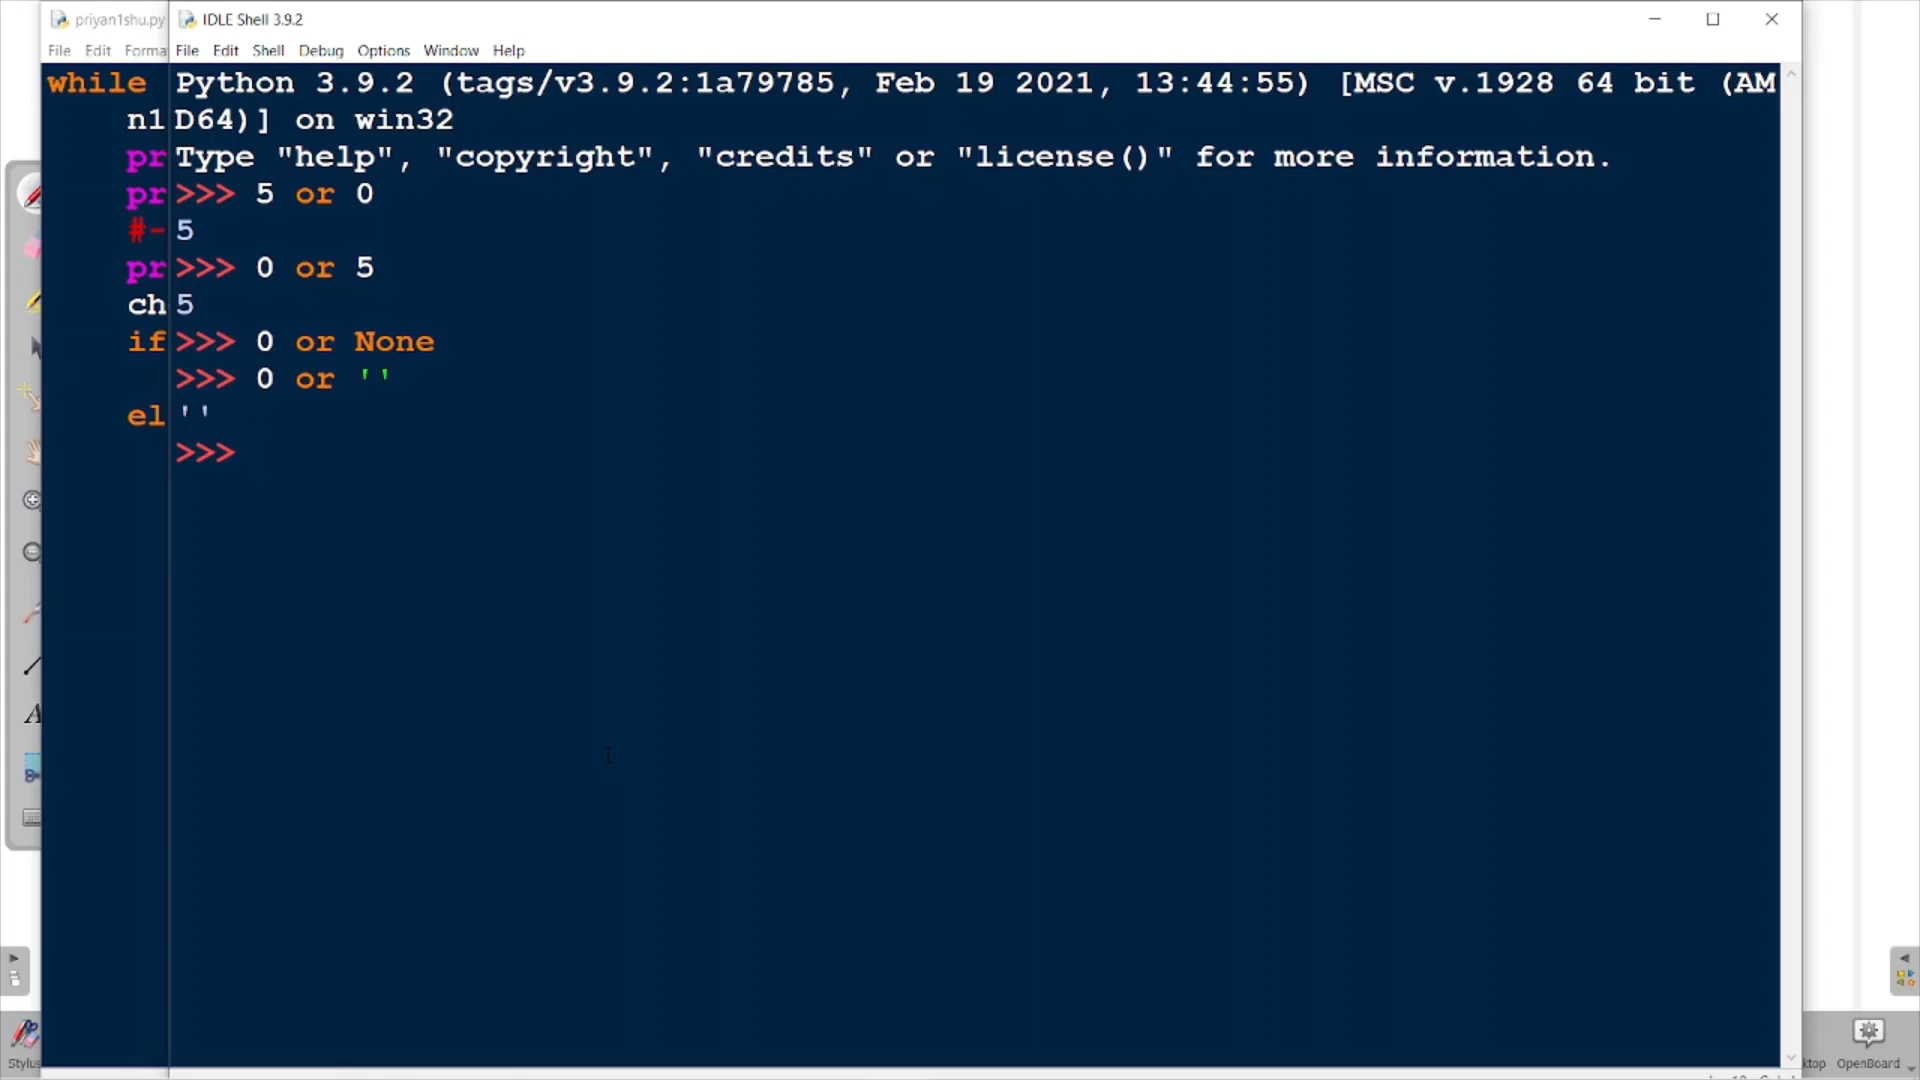 priyan1shu.py
IDLE Shell 3.9.2
File Edit Forma
File Edit Shell Debug Options Window Help
while
n1
pr
pr
#-
pr
ch
if
el
Python 3.9.2 (tags/v3.9.2:1a79785, Feb 19 2021, 13:44:55) [MSC v.1928 64 bit (AM
D64)] on win32
Type "help", "copyright", "credits" or "license()" for more information.
>>> 5 or 0
5
>>> 0 or 5
5
>>> 0 or None
>>> 0 or ''
''
>>>
Stylus
ktop
OpenBoard